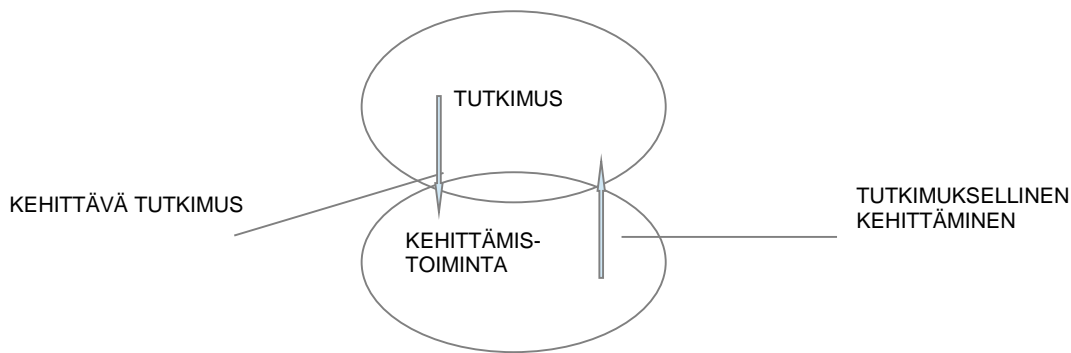 TUTKIMUS
KEHITTÄVÄ TUTKIMUS
TUTKIMUKSELLINEN
KEHITTÄMINEN
KEHITTÄMIS-
TOIMINTA